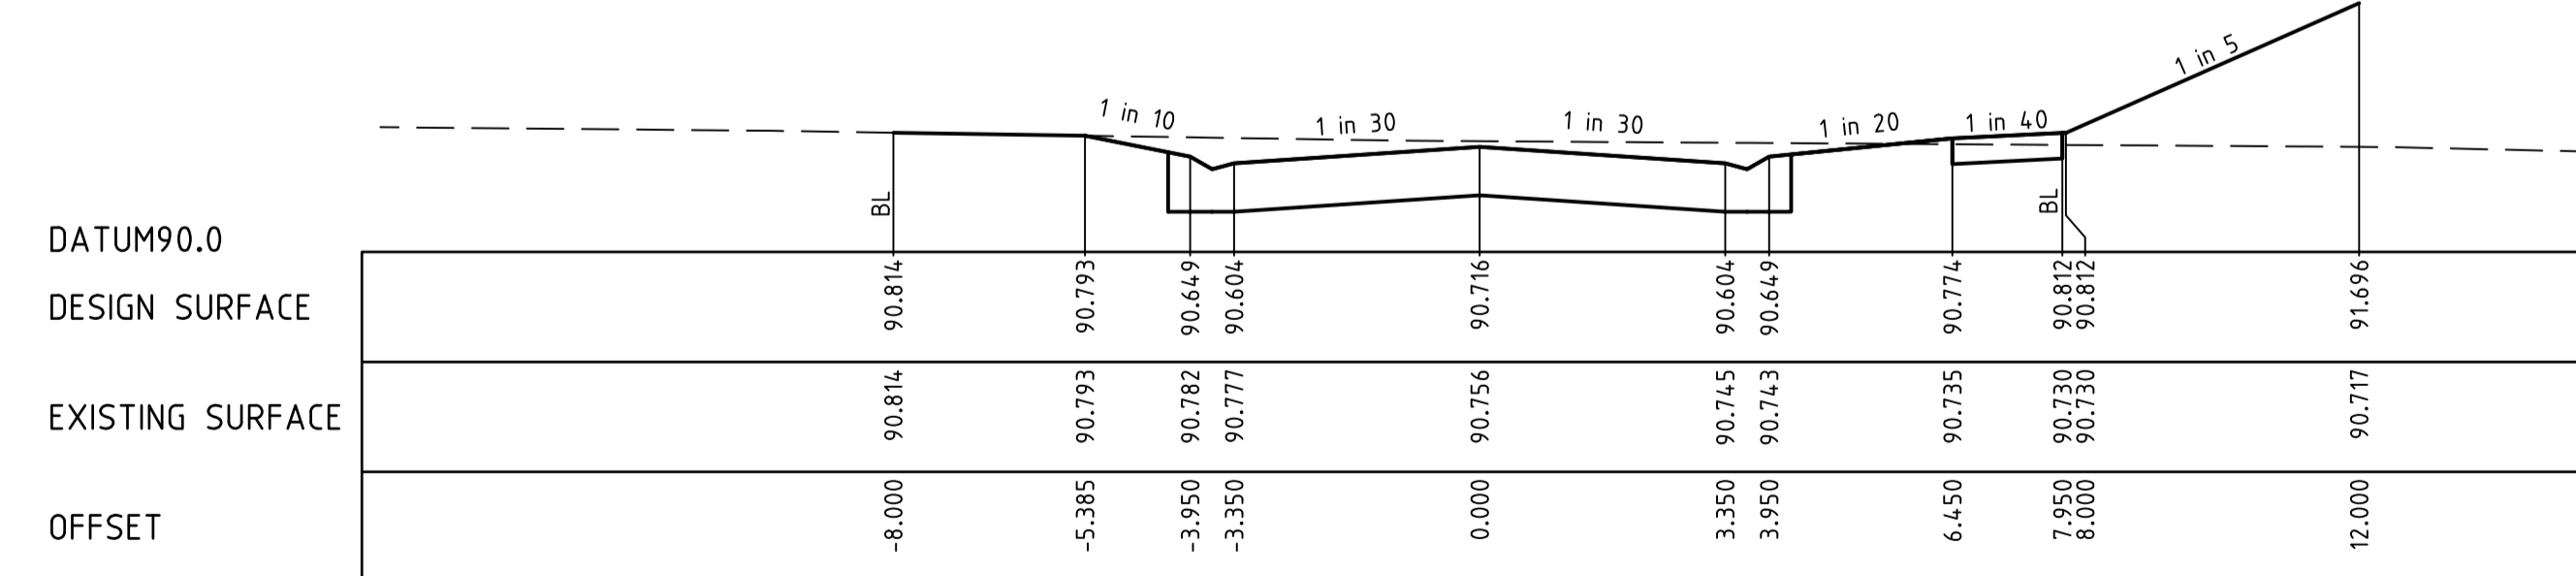 1 in 5
1 in 10
1 in 30
1 in 30
1 in 20
1 in 40
BL
BL
DATUM90.0
DESIGN SURFACE 90.814 90.793 90.649 90.604 90.716 90.604 90.649 90.774 90.812 90.812 91.696
EXISTING SURFACE 90.814 90.793 90.782 90.777 90.756 90.745 90.743 90.735 90.730 90.730 90.717
OFFSET -8.000 -5.385 -3.950 -3.350 0.000 3.350 3.950 6.450 7.950 8.000 12.000